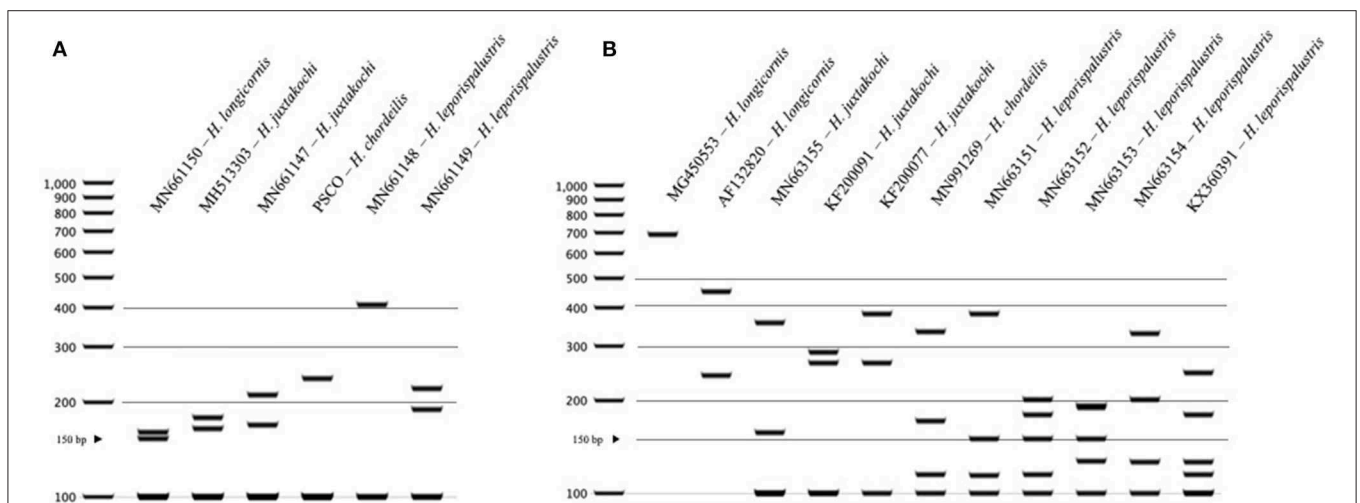 A
MN661150 – H. longicornis
MH513303 – H. juxtakochi
MN661147 – H. juxtakochi
PSCO – H. chordeilis
MN661148 – H. leporispalustris
MN661149 – H. leporispalustris
1,000
900
800
700
600
500
400
300
200
150 bp
100
B
MG450553 – H. longicornis
AF13820 – H. longicornis
MN663155 – H. juxtakochi
KF200091 – H. juxtakochi
KF200077 – H. juxtakochi
MN991269 – H. chordeilis
MN663151 – H. leporispalustris
MN663152 – H. leporispalustris
MN663153 – H. leporispalustris
MN663154 – H. leporispalustris
KX360391 – H. leporispalustris
1,000
900
800
700
600
500
400
300
200
150 bp
100